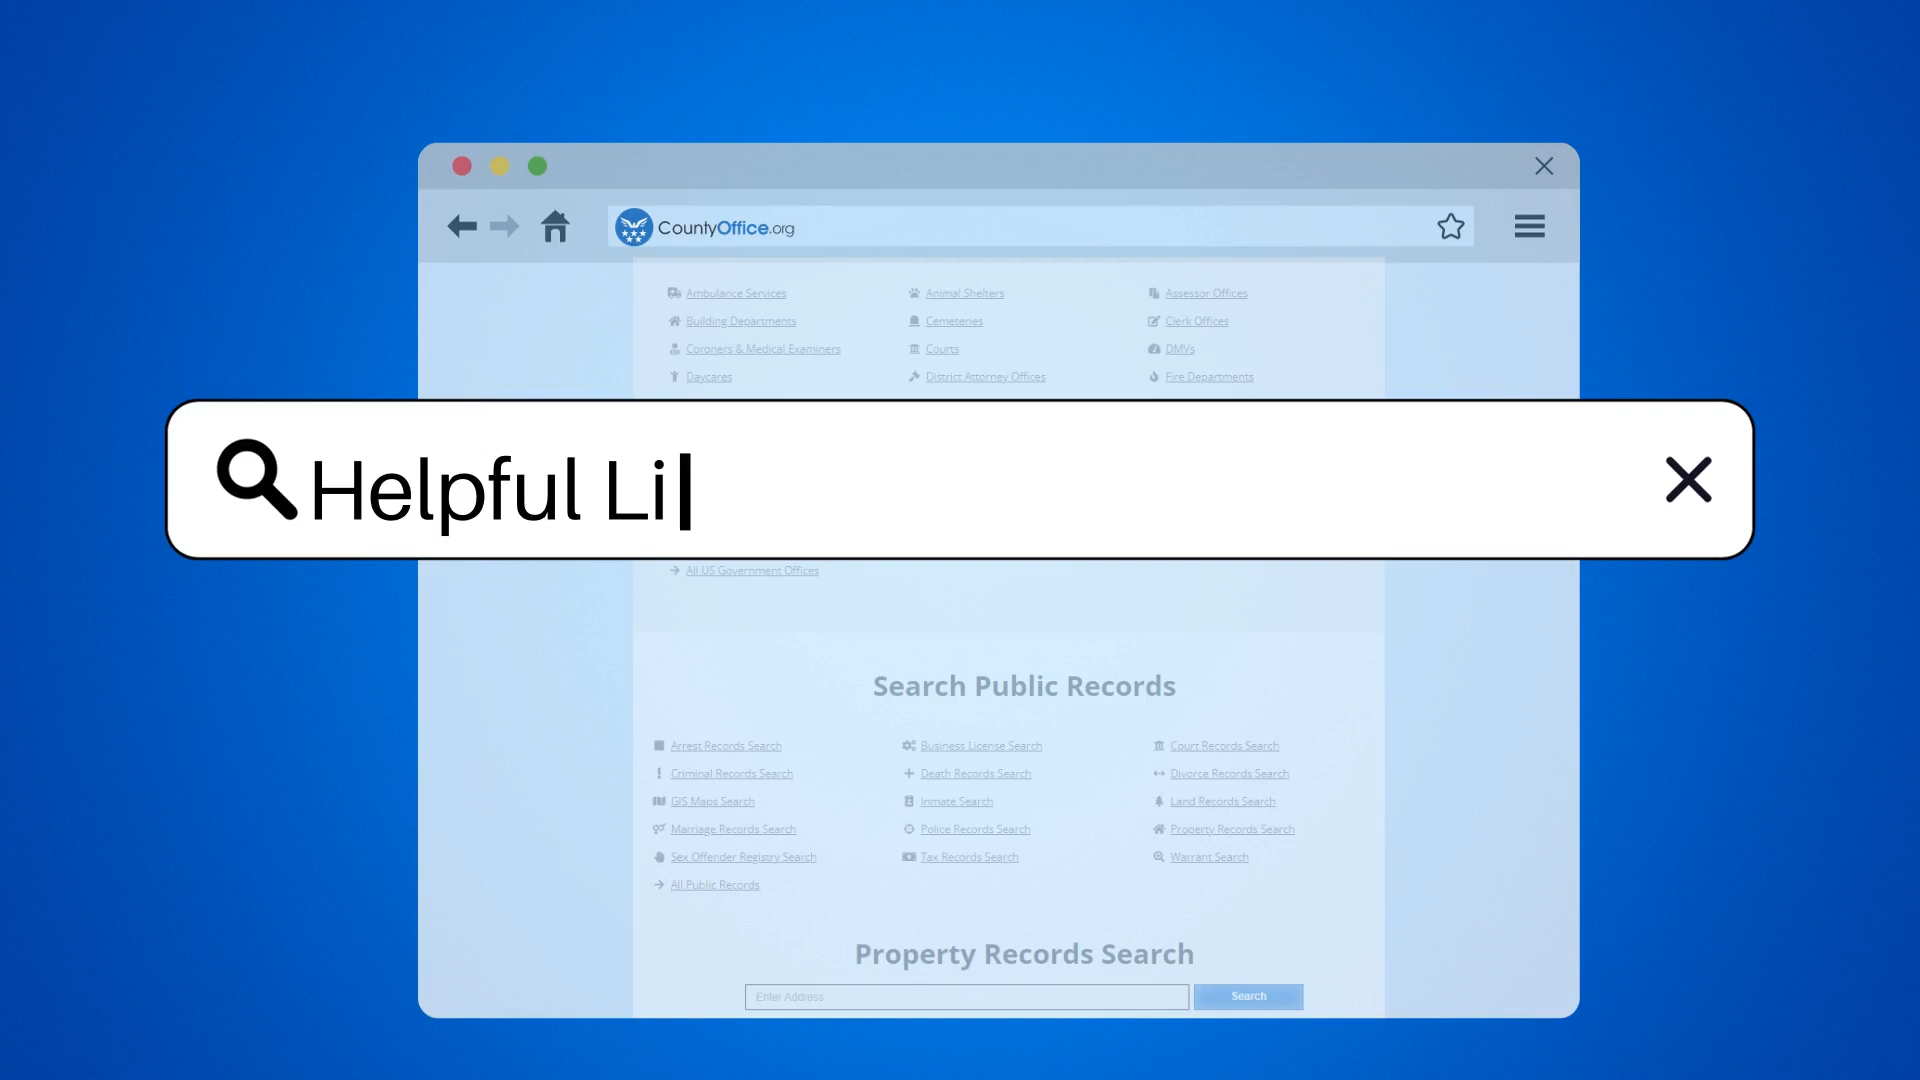 CountyOffice.org
Ambulance Services Animal Shelters Assessor Offices
Building Departments Cemeteries Clerk Offices
Coroners & Medical Examiners Courts DMVs
Daycares District Attorney Offices Fire Departments
Helpful Li
All US Government Offices
Search Public Records
Arrest Records Search Business License Search Court Records Search
Criminal Records Search Death Records Search Divorce Records Search
GIS Maps Search Inmate Search Land Records Search
Marriage Records Search Police Records Search Property Records Search
Sex Offender Registry Search Tax Records Search Warrant Search
All Public Records
Property Records Search
Enter Address Search